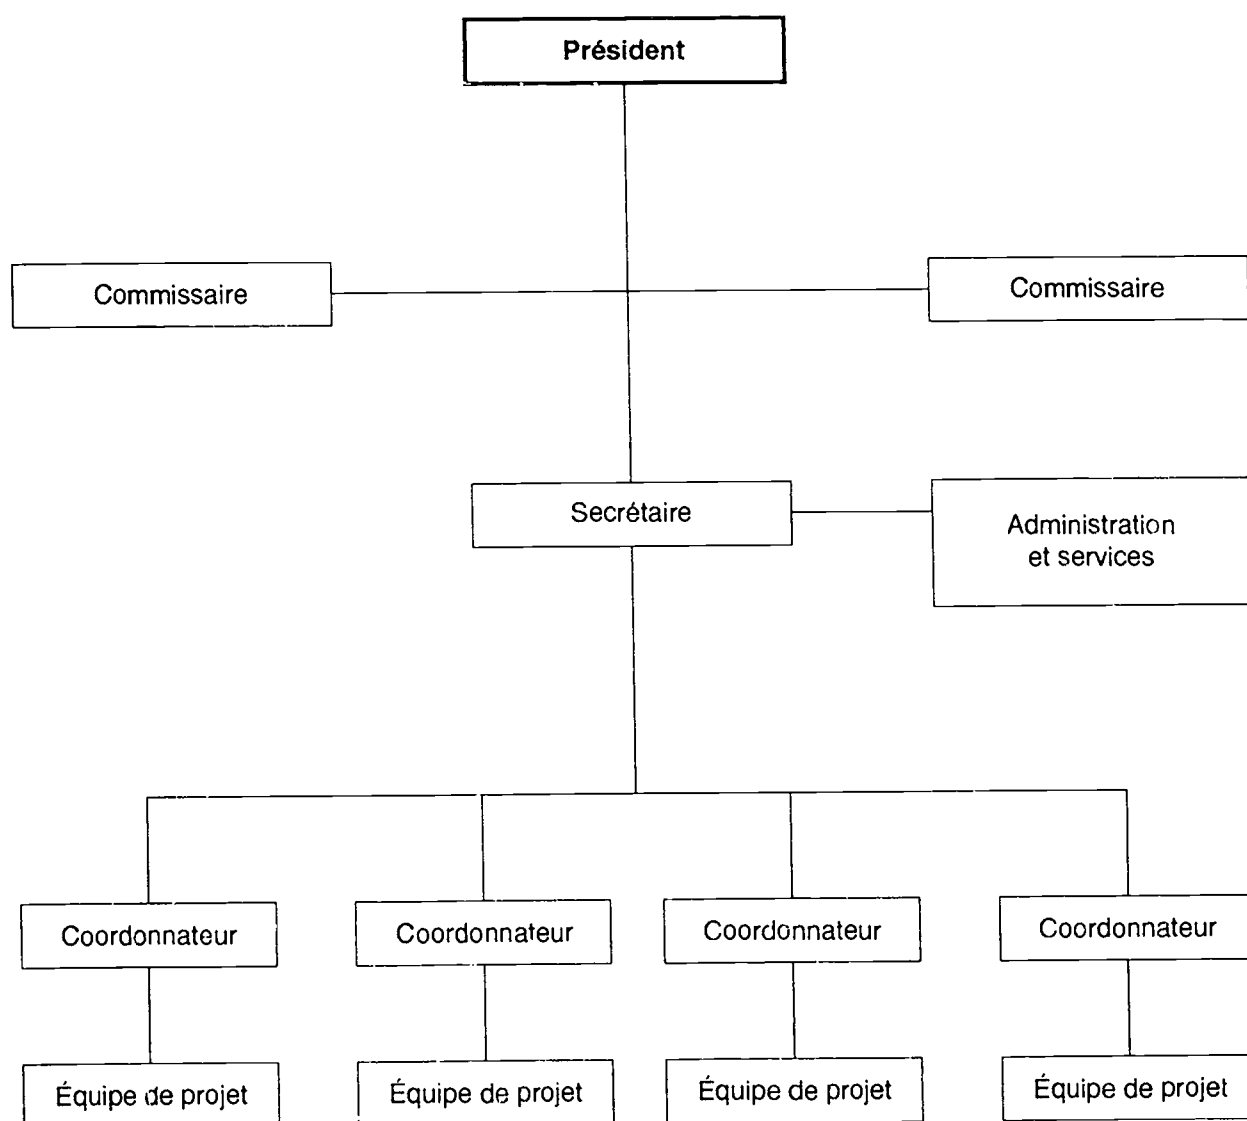 Président
Commissaire
Commissaire
Secrétaire
Administration
et services
Coordonnateur
Coordonnateur
Coordonnateur
Coordonnateur
Équipe de projet
Équipe de projet
Équipe de projet
Équipe de projet